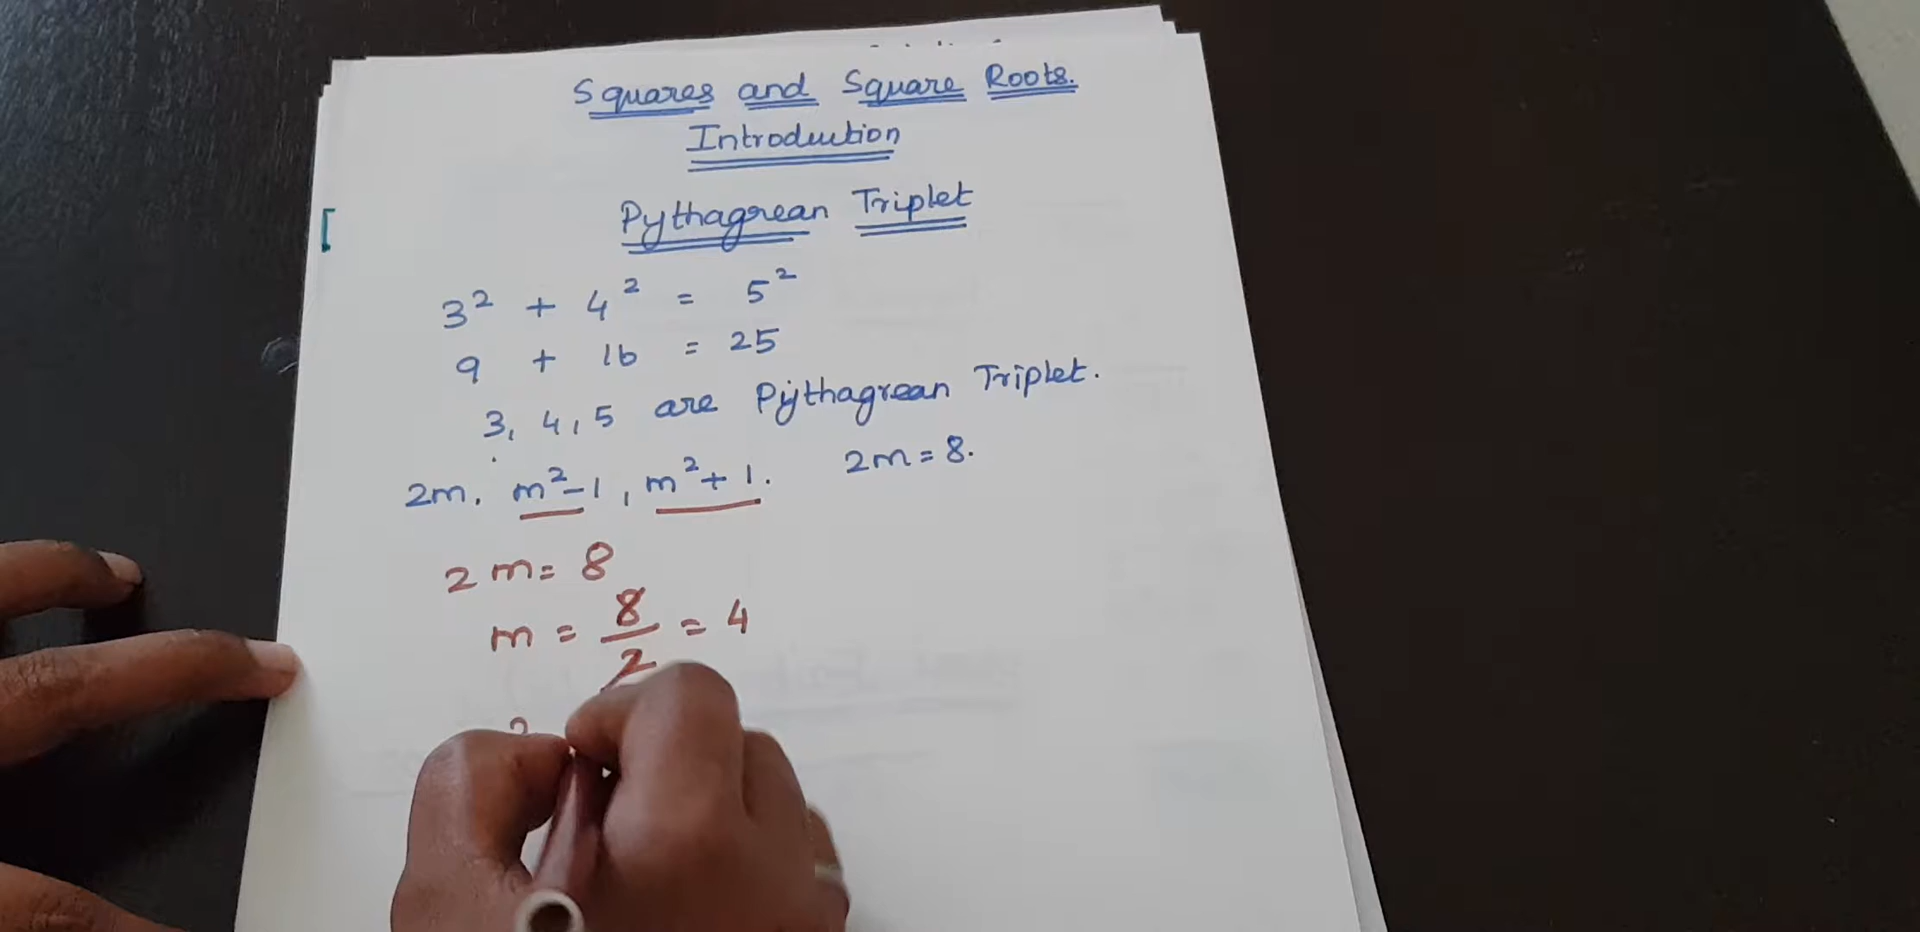 Squares and Square Roots.
Introduction
[
Pythagrean Triplet
3² + 4² = 5²
9 + 16 = 25
3, 4, 5 are Pythagrean Triplet.
2m, m²-1, m²+1. 2m=8.
2m=8
m = 8/2 = 4
2